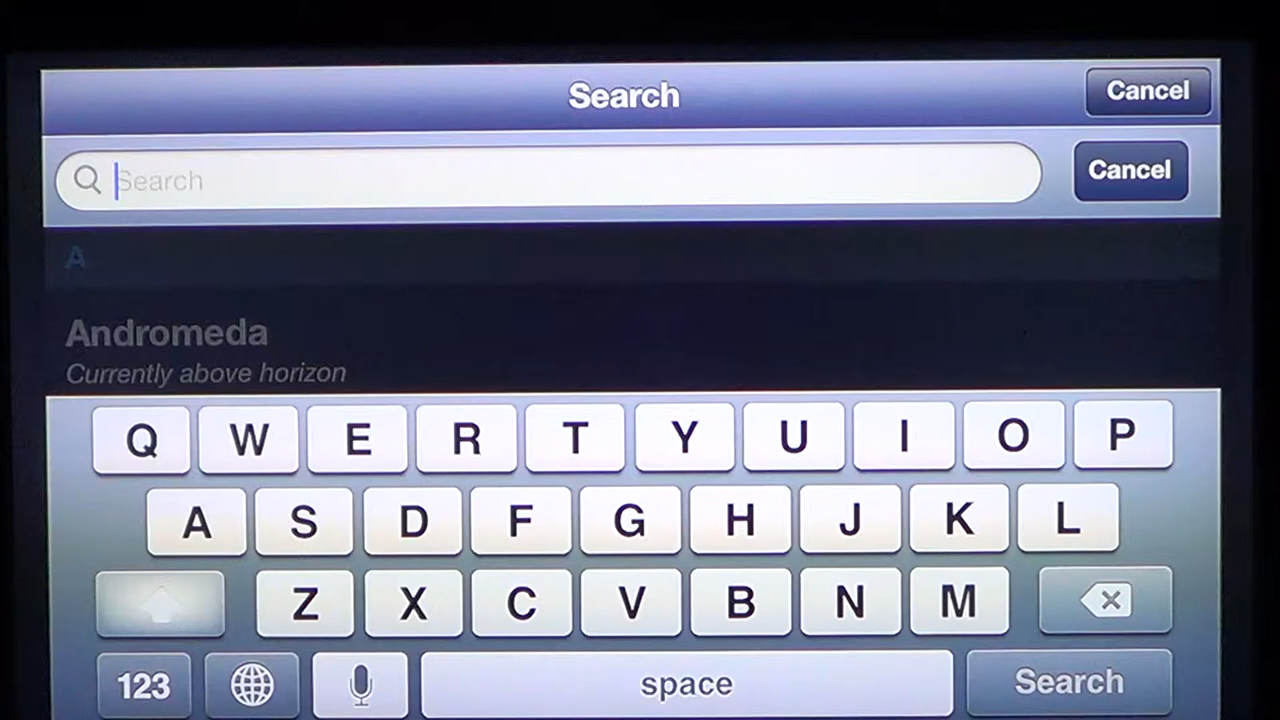 Search Cancel
Search Cancel
A
Andromeda
Currently above horizon
Q W E R T Y U I O P
A S D F G H J K L
Z X C V B N M
123 space Search